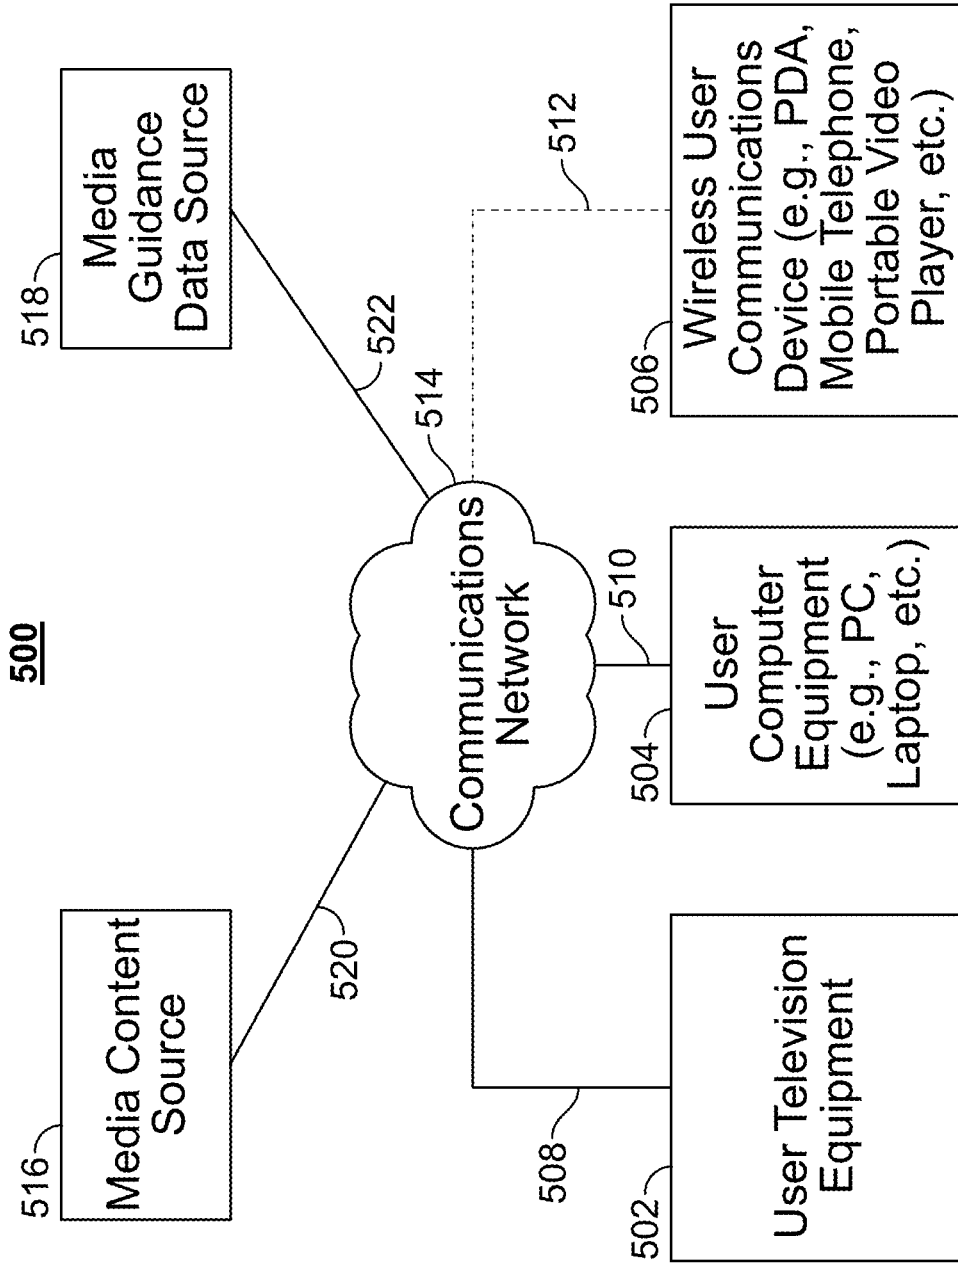 500
516
Media Content
Source
518
Media
Guidance
Data Source
520
522
514
Communications
Network
508
510
512
502
User Television
Equipment
504
User
Computer
Equipment
(e.g., PC,
Laptop, etc.)
506
Wireless User
Communications
Device (e.g., PDA,
Mobile Telephone,
Portable Video
Player, etc.)